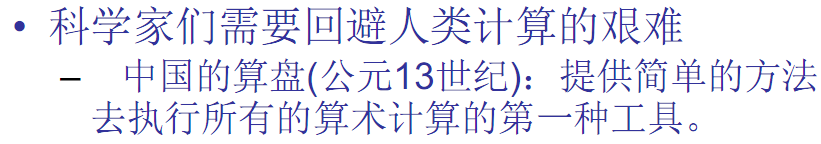 • 科学家们需要回避人类计算的艰难
– 中国的算盘(公元13世纪)：提供简单的方法
去执行所有的算术计算的第一种工具。